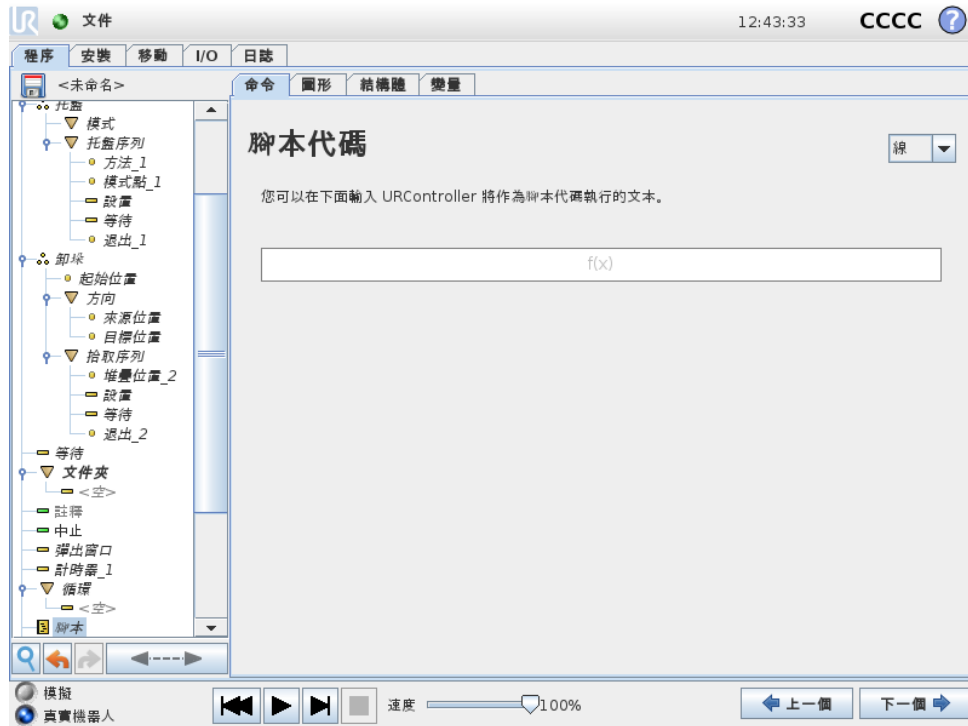 文件
12:43:33
CCCC
?
程序
安裝
移動
I/O
日誌
<未命名>
命令
圖形
結構體
變量
托盤
模式
托盤序列
方法_1
模式點_1
設置
等待
退出_1
卸垛
起始位置
方向
來源位置
目標位置
拾取序列
堆疊位置_2
設置
等待
退出_2
等待
文件夾
<空>
註釋
中止
彈出窗口
計時器_1
循環
<空>
腳本
腳本代碼
線
您可以在下面輸入 URController 將作為腳本代碼執行的文本。
f(x)
模擬
真實機器人
速度
100%
上一個
下一個